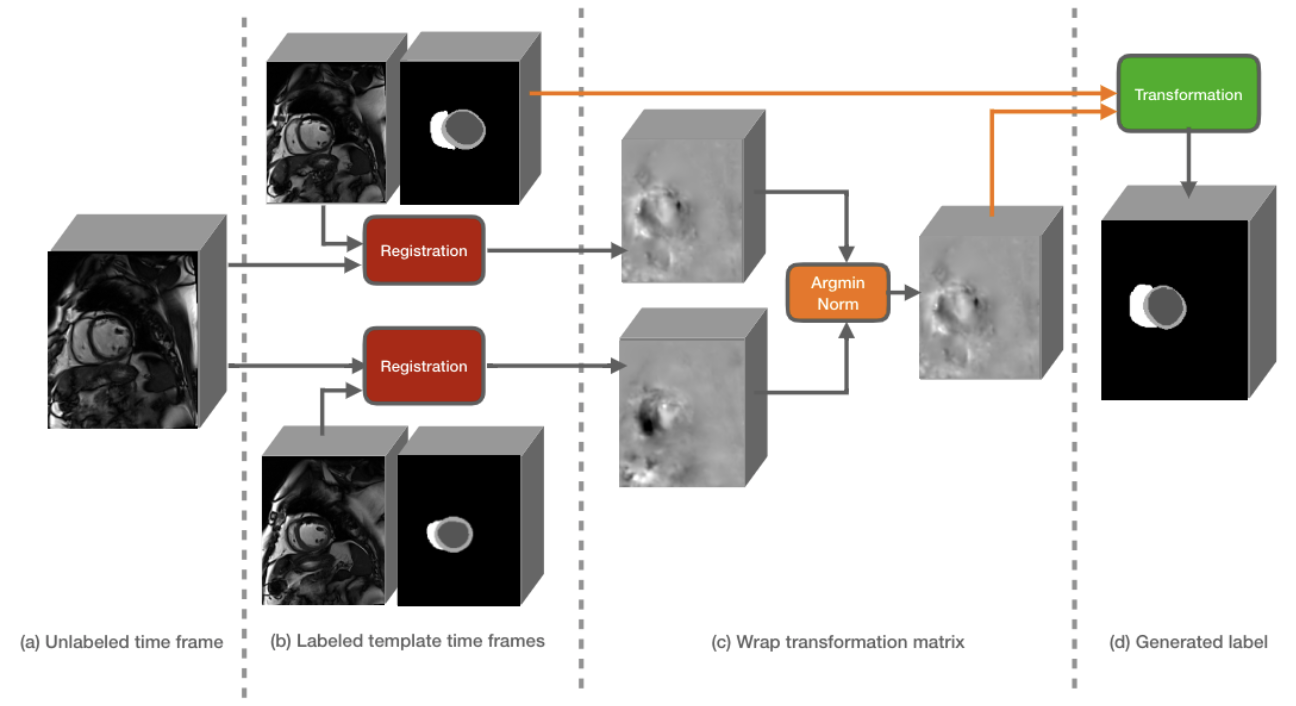 Transformation
Registration
Argmin
Norm
Registration
(a) Unlabeled time frame
(b) Labeled template time frames
(c) Wrap transformation matrix
(d) Generated label